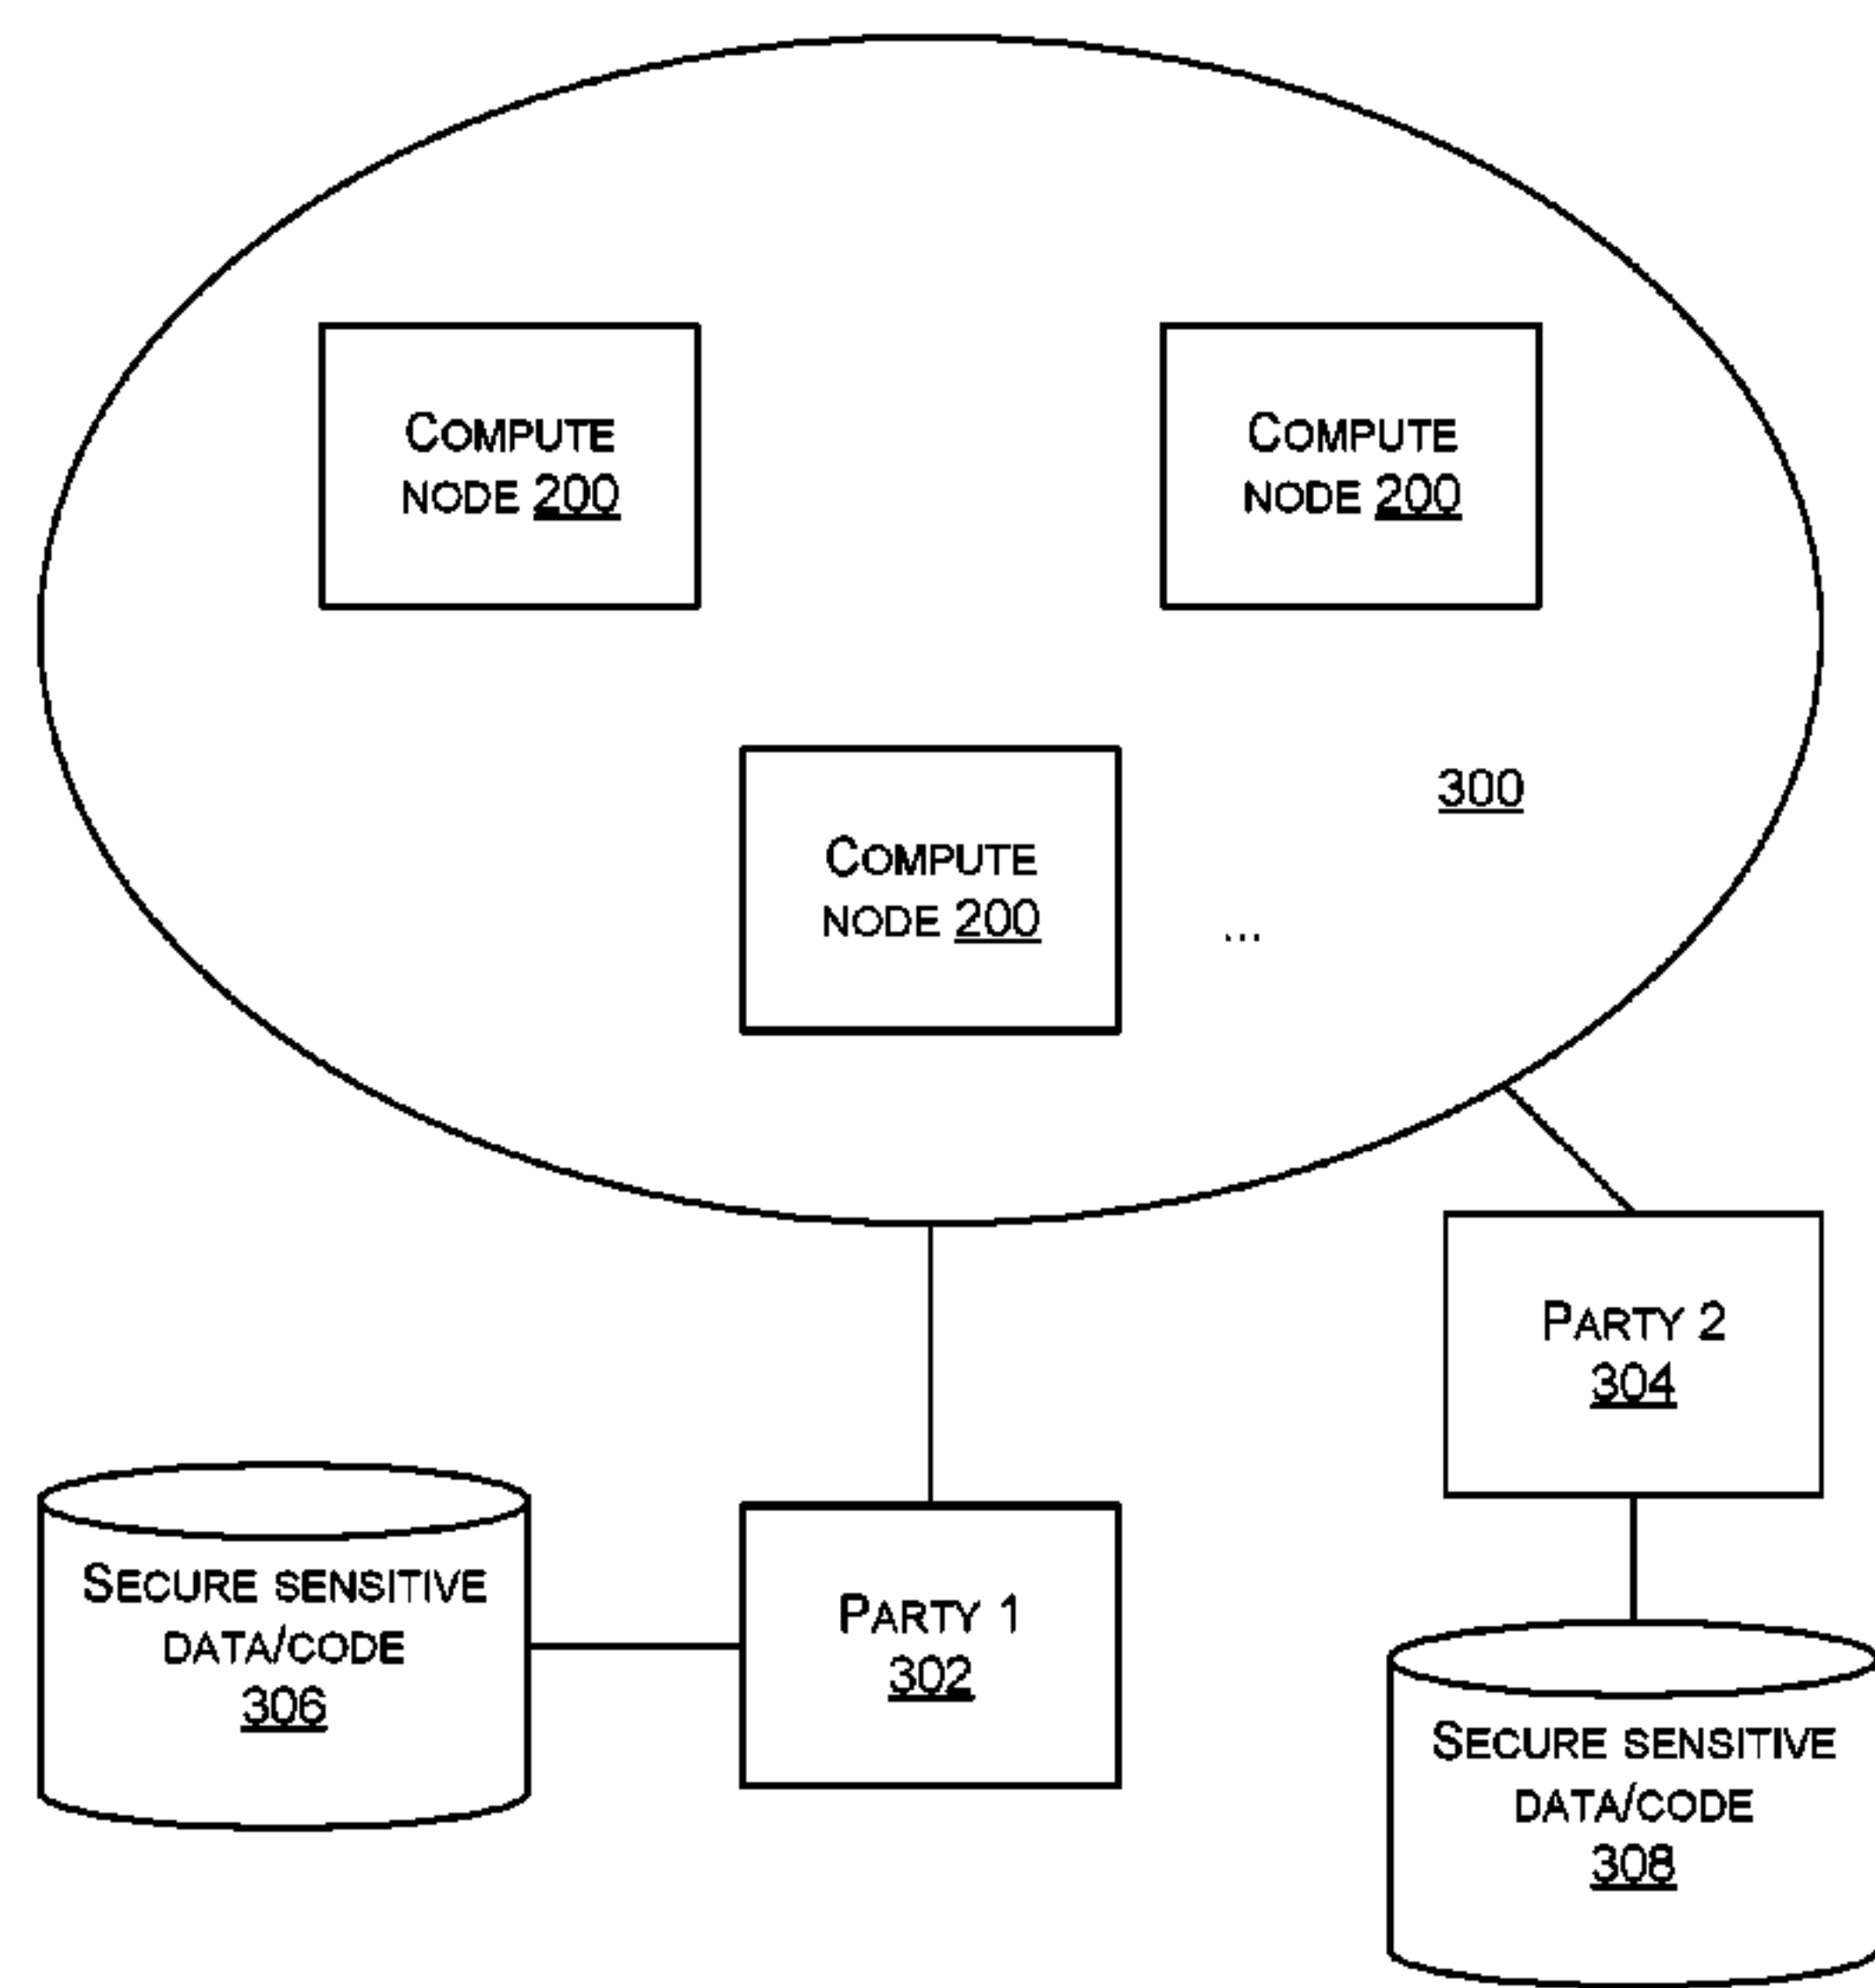 COMPUTE
NODE 200
COMPUTE
NODE 200
300
COMPUTE
NODE 200
...
PARTY 2
304
SECURE SENSITIVE
DATA/CODE
306
PARTY 1
302
SECURE SENSITIVE
DATA/CODE
308